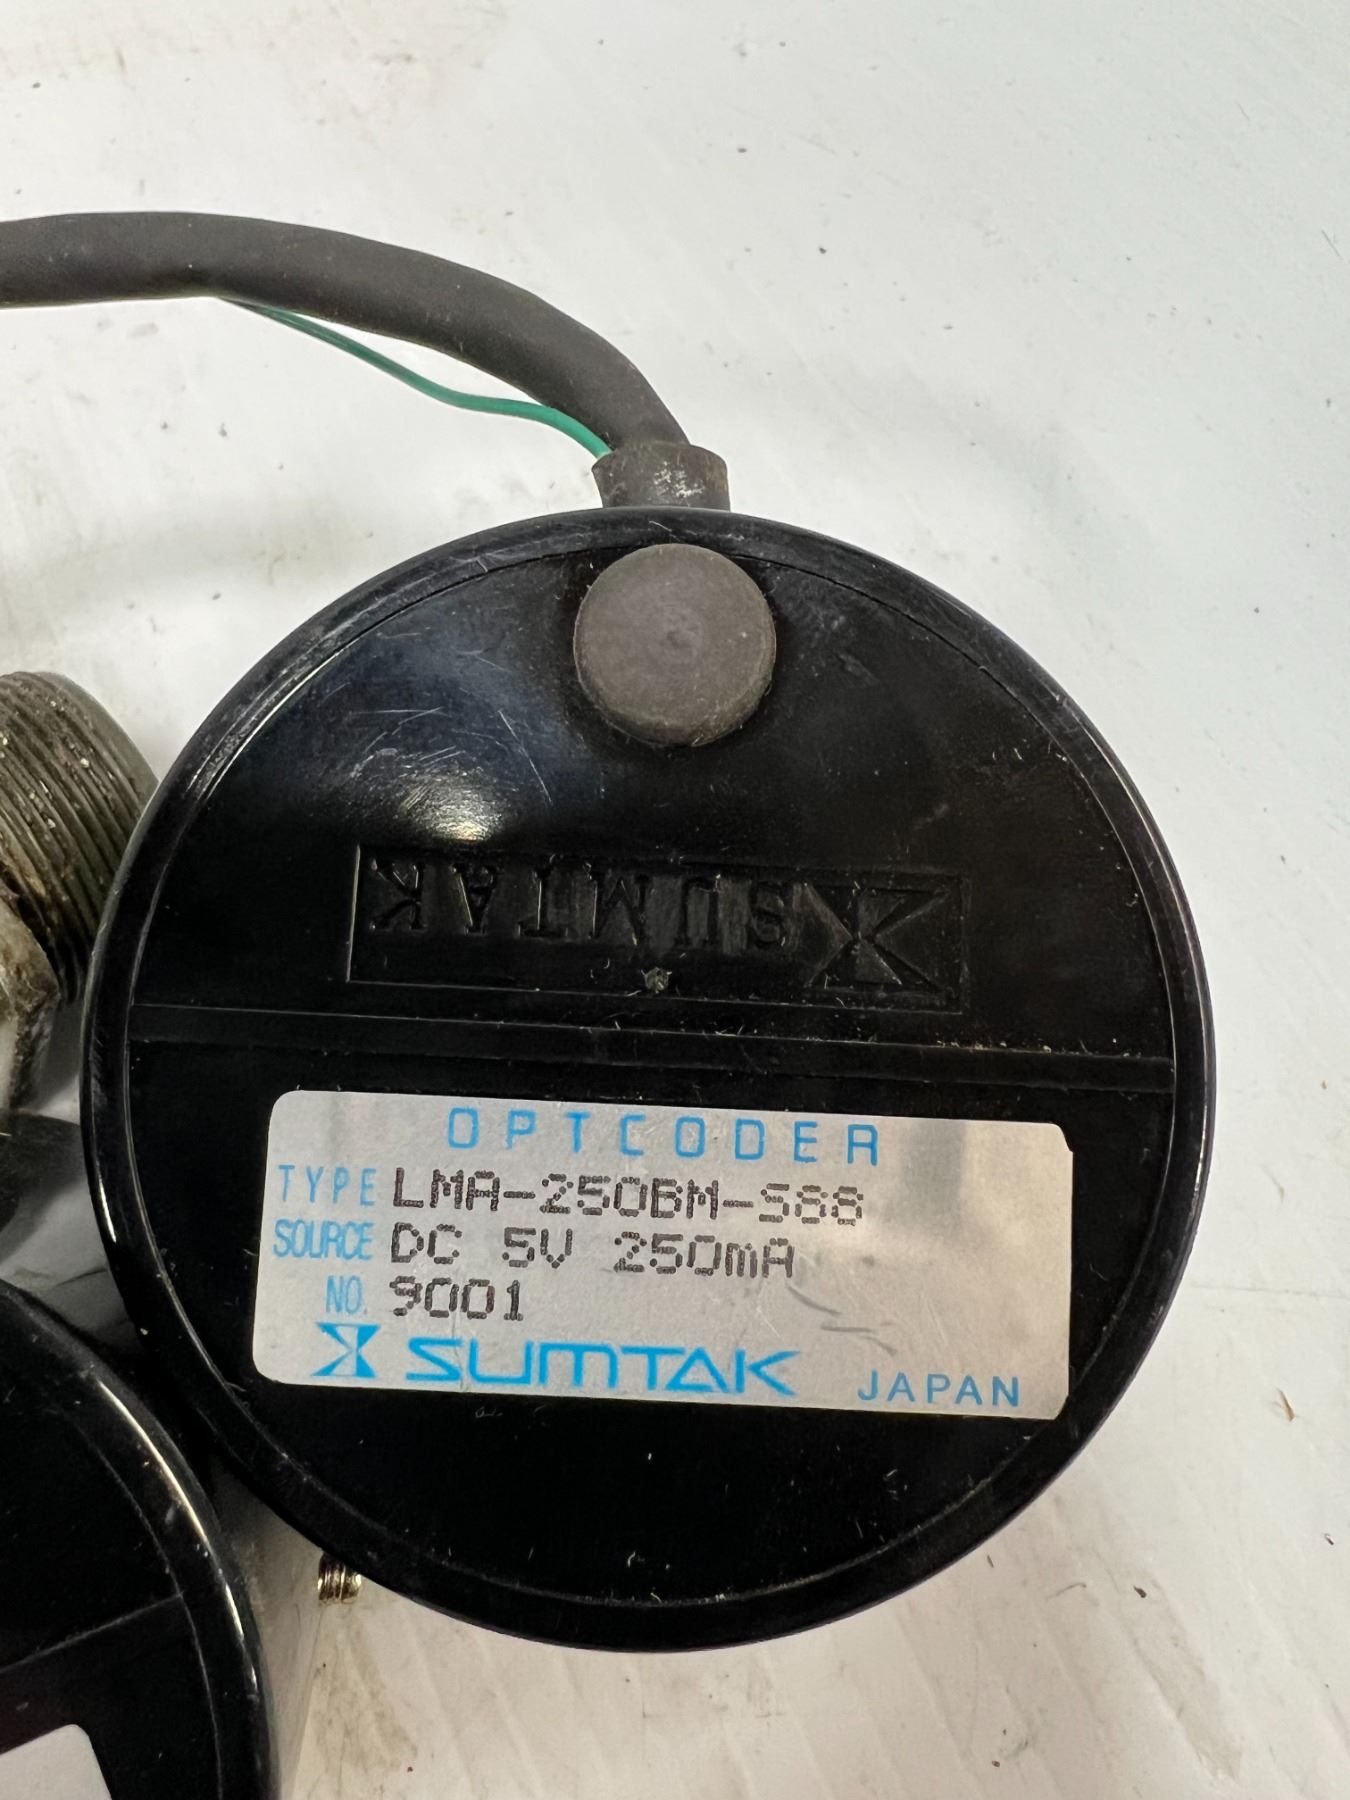 SUMTAK
OPTCODER
TYPE LMA-250BM-S88
SOURCE DC 5V 250mA
NO. 9001
SUMTAK JAPAN